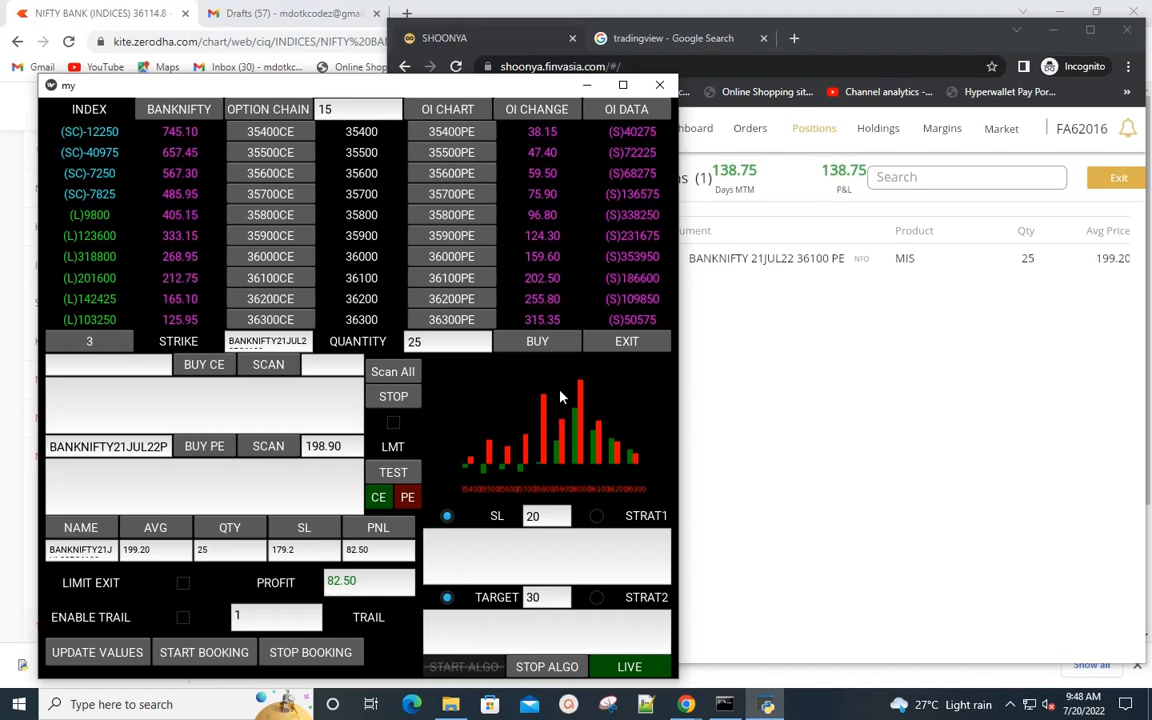 NIFTY BANK (INDICES) 36114.8
Drafts (57) - mdotkcodez@gmail
kite.zerodha.com/chart/web/ciq/INDICES/NIFTY%20BA
Gmail YouTube Maps Inbox (30) - mdotkc... Online Shop
SHOONYA
tradingview - Google Search
shoonya.finvasia.com/#/
Incognito
Online Shopping sit... Channel analytics -... Hyperwallet Pay Por... »
hboard Orders Positions Holdings Margins Market FA62016
ns (1) 138.75
Days MTM
138.75
P&L
Search
Exit
ument Product Qty Avg Price
BANKNIFTY 21JUL22 36100 PE NFO MIS 25 199.20
my
INDEX BANKNIFTY OPTION CHAIN 15 OI CHART OI CHANGE OI DATA
(SC)-12250 745.10 35400CE 35400 35400PE 38.15 (S)40275
(SC)-40975 657.45 35500CE 35500 35500PE 47.40 (S)72225
(SC)-7250 567.30 35600CE 35600 35600PE 59.50 (S)68275
(SC)-7825 485.95 35700CE 35700 35700PE 75.90 (S)136575
(L)9800 405.15 35800CE 35800 35800PE 96.80 (S)338250
(L)123600 333.15 35900CE 35900 35900PE 124.30 (S)231675
(L)318800 268.95 36000CE 36000 36000PE 159.60 (S)353950
(L)201600 212.75 36100CE 36100 36100PE 202.50 (S)186600
(L)142425 165.10 36200CE 36200 36200PE 255.80 (S)109850
(L)103250 125.95 36300CE 36300 36300PE 315.35 (S)50575
3 STRIKE BANKNIFTY21JUL2 QUANTITY 25 BUY EXIT
BUY CE SCAN
Scan All
STOP
BANKNIFTY21JUL22P BUY PE SCAN 198.90 LMT
TEST
CE PE
NAME AVG QTY SL PNL
BANKNIFTY21J 199.20 25 179.2 82.50
SL 20 STRAT1
LIMIT EXIT PROFIT 82.50
TARGET 30 STRAT2
ENABLE TRAIL 1 TRAIL
UPDATE VALUES START BOOKING STOP BOOKING
START ALGO STOP ALGO LIVE
Show all
Type here to search
27°C Light rain
9:48 AM
7/20/2022